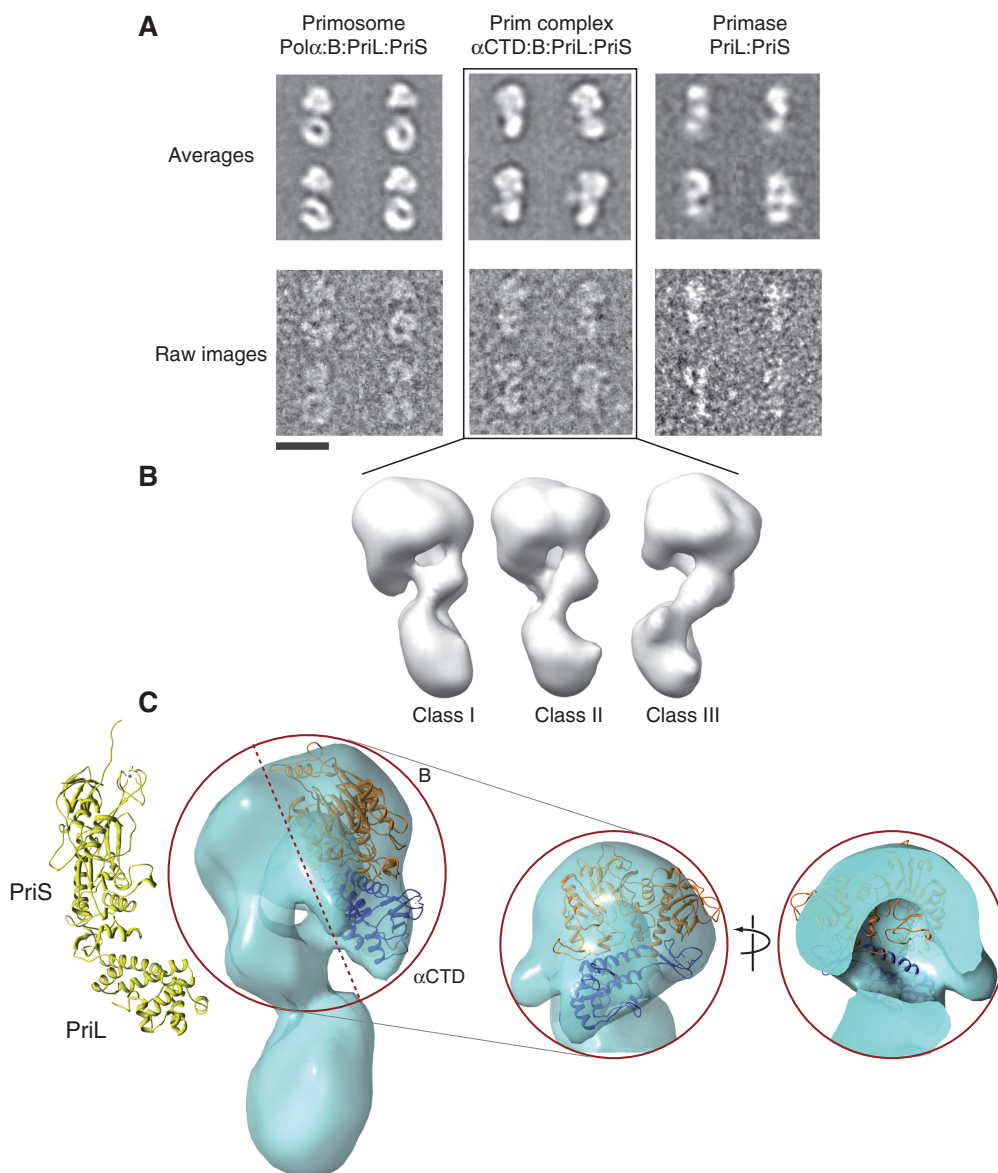 A
Primosome
Polα:B:PriL:PriS
Prim complex
αCTD:B:PriL:PriS
Primase
PriL:PriS
Averages
Raw images
B
Class I
Class II
Class III
C
B
PriS
αCTD
PriL